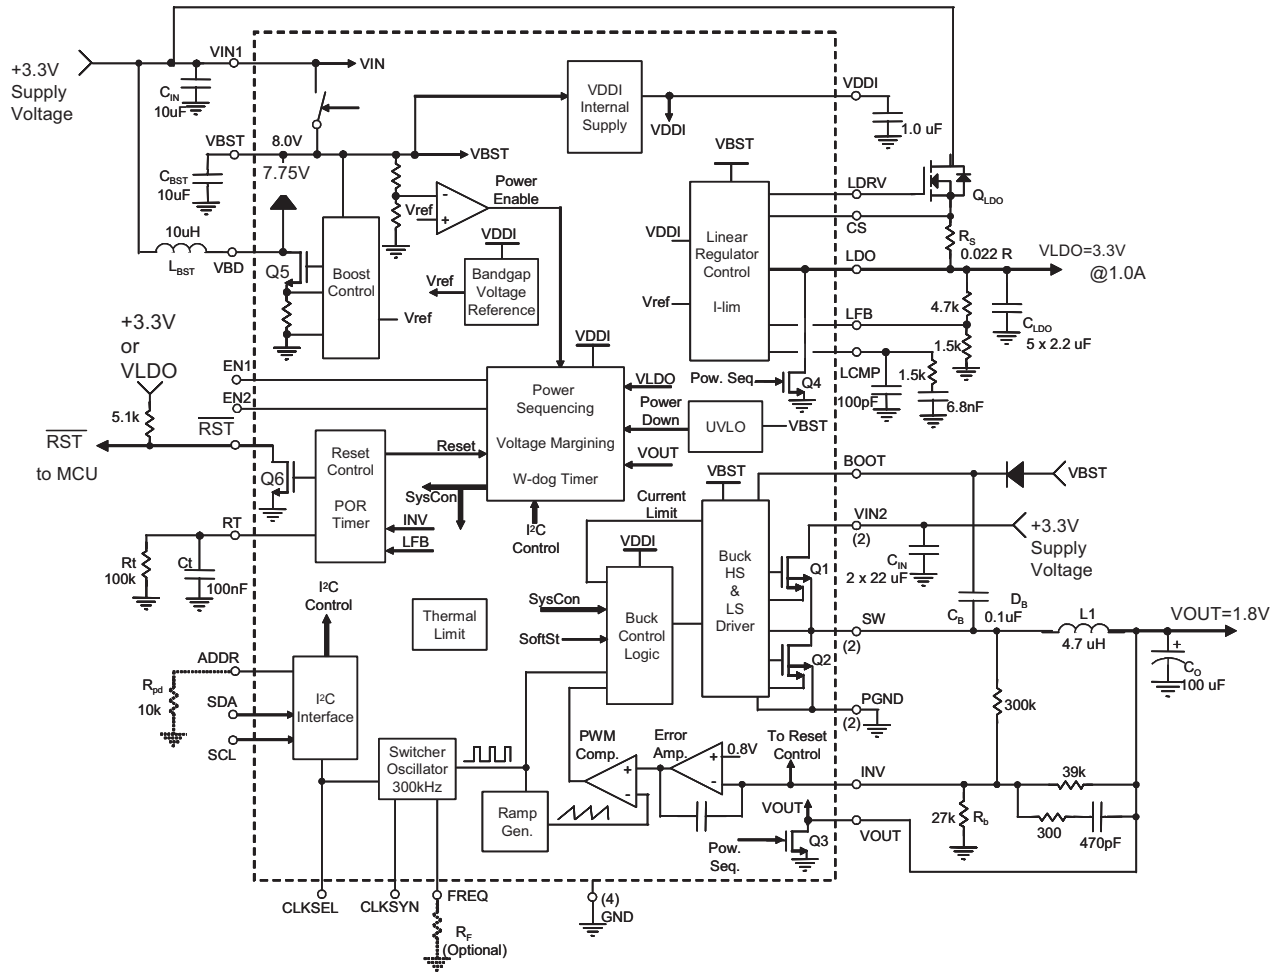 +3.3V
Supply
Voltage
VIN1
VIN
C_IN
10uF
VBST
8.0V
7.75V
VBST
C_BST
10uF
10uH
L_BST
VBD
Q5
Boost
Control
Vref
VDDI
Internal
Supply
VDDI
VDDI
1.0 uF
Vref
-
+
Power
Enable
VDDI
Bandgap
Voltage
Reference
Vref
VBST
Linear
Regulator
Control
I-lim
VDDI
Vref
LDRV
CS
LDO
LFB
LCMP
Q_LDO
R_S
0.022 R
VLDO=3.3V
@1.0A
4.7k
1.5k
C_LDO
5 x 2.2 uF
1.5k
100pF
6.8nF
Pow. Seq.
Q4
+3.3V
or
VLDO
5.1k
RST
to MCU
RST
EN1
EN2
VDDI
Power
Sequencing
Voltage Margining
W-dog Timer
VLDO
Power
Down
VOUT
UVLO
VBST
I²C
Control
Reset
SysCon
Q6
Reset
Control
POR
Timer
INV
LFB
RT
Rt
100k
Ct
100nF
I²C
Control
Thermal
Limit
ADDR
R_pd
10k
SDA
SCL
I²C
Interface
Switcher
Oscillator
300kHz
Ramp
Gen.
CLKSEL
CLKSYN
FREQ
R_F
(Optional)
(4)
GND
Current
Limit
VDDI
Buck
Control
Logic
SysCon
SoftSt
VBST
Buck
HS
&
LS
Driver
Q1
Q2
BOOT
VBST
VIN2
(2)
+3.3V
Supply
Voltage
C_IN
2 x 22 uF
SW
(2)
C_B
0.1uF
D_B
L1
4.7 uH
VOUT=1.8V
+
C_O
100 uF
PGND
(2)
300k
PWM
Comp.
+
-
Error
Amp.
+
-
0.8V
To Reset
Control
INV
VOUT
VOUT
Q3
Pow.
Seq.
27k
R_b
39k
300
470pF